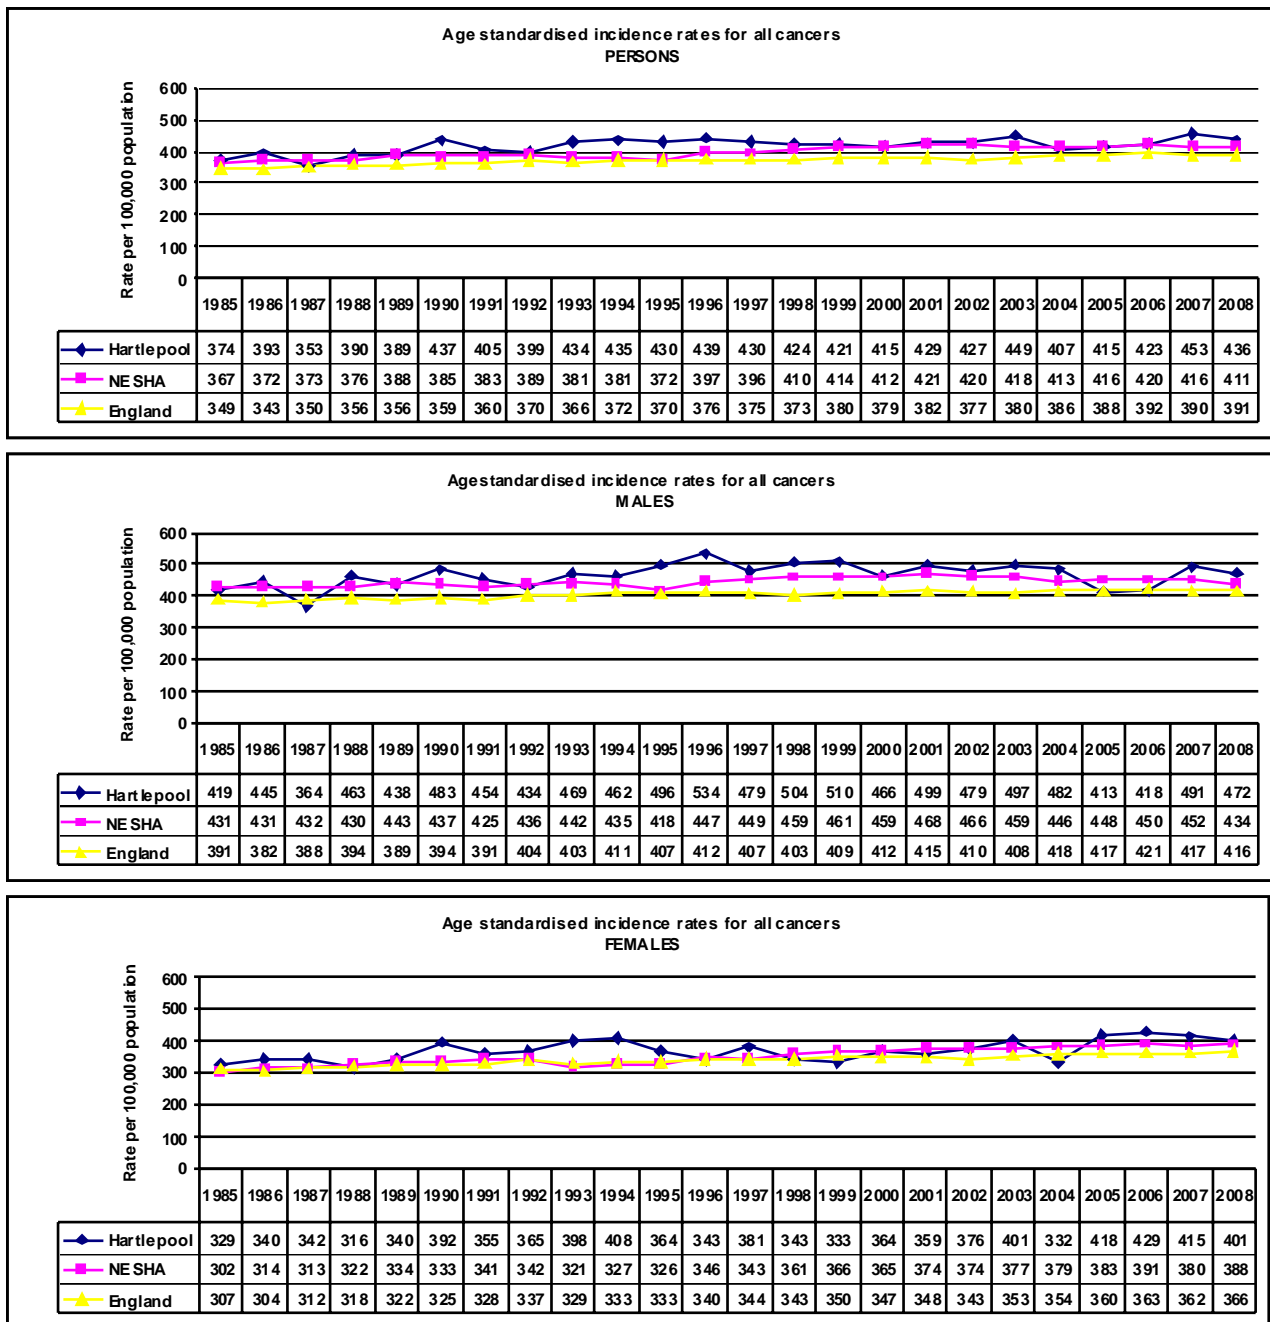 Age standardised incidence rates for all cancers
PERSONS
Rate per 100,000 population
600
500
400
300
200
100
0
1985 1986 1987 1988 1989 1990 1991 1992 1993 1994 1995 1996 1997 1998 1999 2000 2001 2002 2003 2004 2005 2006 2007 2008
Hartlepool 374 393 353 390 389 437 405 399 434 435 430 439 430 424 421 415 429 427 449 407 415 423 453 436
NE SHA 367 372 373 376 388 385 383 389 381 381 372 397 396 410 414 412 421 420 418 413 416 420 416 411
England 349 343 350 356 356 359 360 370 366 372 370 376 375 373 380 379 382 377 380 386 388 392 390 391
Age standardised incidence rates for all cancers
MALES
Rate per 100,000 population
600
500
400
300
200
100
0
1985 1986 1987 1988 1989 1990 1991 1992 1993 1994 1995 1996 1997 1998 1999 2000 2001 2002 2003 2004 2005 2006 2007 2008
Hartlepool 419 445 364 463 438 483 454 434 469 462 496 534 479 504 510 466 499 479 497 482 413 418 491 472
NE SHA 431 431 432 430 443 437 425 436 442 435 418 447 449 459 461 459 468 466 459 446 448 450 452 434
England 391 382 388 394 389 394 391 404 403 411 407 412 407 403 409 412 415 410 408 418 417 421 417 416
Age standardised incidence rates for all cancers
FEMALES
Rate per 100,000 population
600
500
400
300
200
100
0
1985 1986 1987 1988 1989 1990 1991 1992 1993 1994 1995 1996 1997 1998 1999 2000 2001 2002 2003 2004 2005 2006 2007 2008
Hartlepool 329 340 342 316 340 392 355 365 398 408 364 343 381 343 333 364 359 376 401 332 418 429 415 401
NE SHA 302 314 313 322 334 333 341 342 321 327 326 346 343 361 366 365 374 374 377 379 383 391 380 388
England 307 304 312 318 322 325 328 337 329 333 333 340 344 343 350 347 348 343 353 354 360 363 362 366